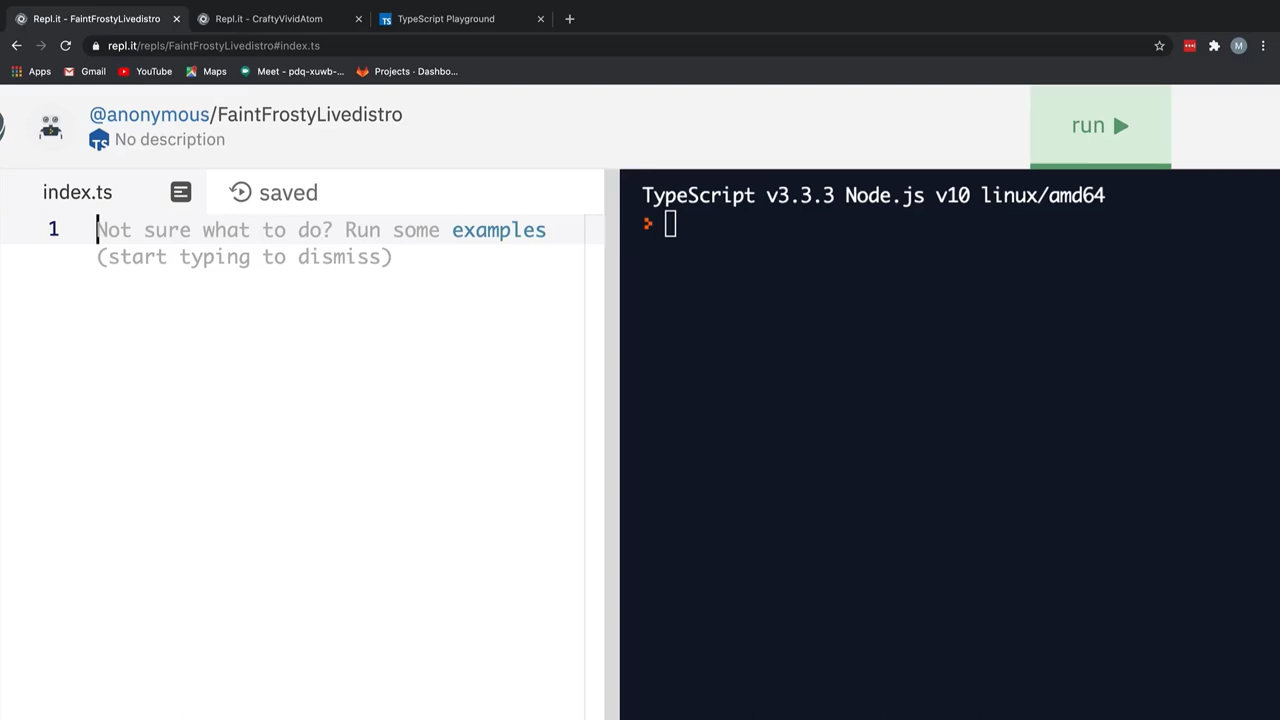 Repl.it - FaintFrostyLivedistro
Repl.it - CraftyVividAtom
TS TypeScript Playground
repl.it/repls/FaintFrostyLivedistro#index.ts
M
Apps
Gmail
YouTube
Maps
Meet - pdq-xuwb-...
Projects · Dashbo...
@anonymous/FaintFrostyLivedistro
TS No description
run
index.ts
saved
1 Not sure what to do? Run some examples
(start typing to dismiss)
TypeScript v3.3.3 Node.js v10 linux/amd64
>